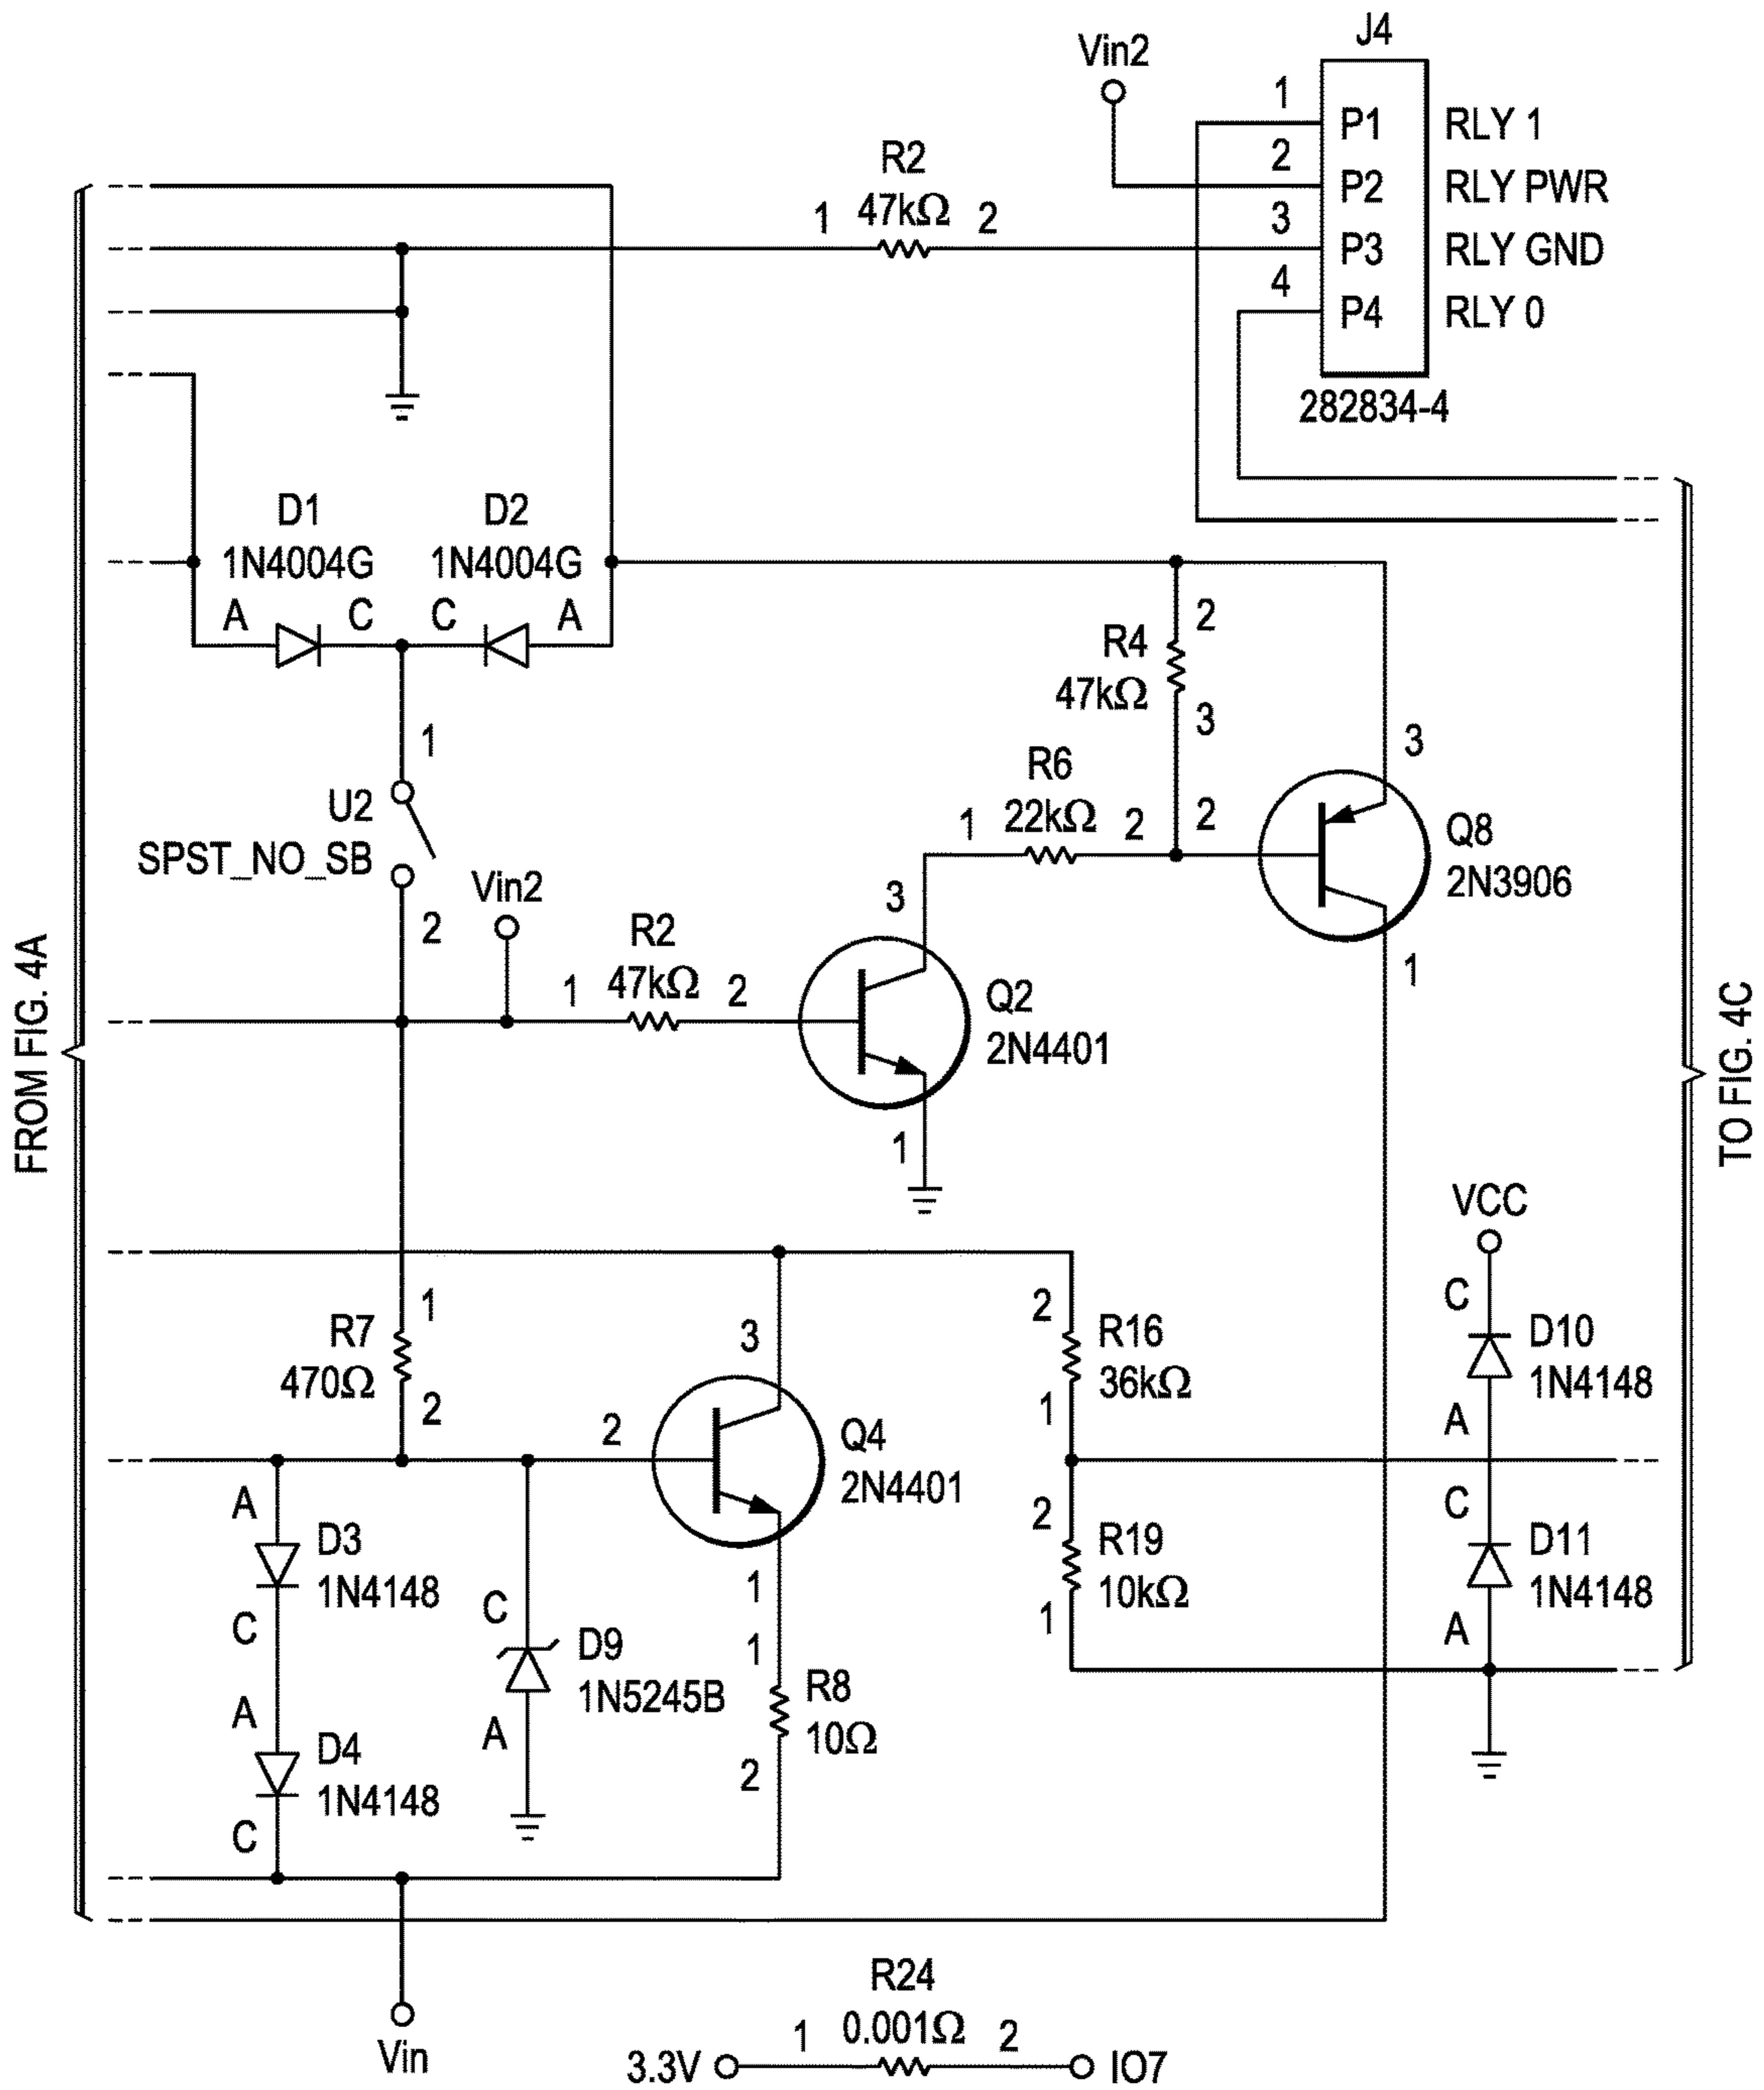 J4
Vin2
1
P1
RLY 1
2
P2
RLY PWR
3
P3
RLY GND
4
P4
RLY 0
282834-4
R2
47kΩ
1
2
D1
1N4004G
A
C
D2
1N4004G
C
A
R4
47kΩ
2
3
1
U2
SPST_NO_SB
2
R6
22kΩ
1
2
2
3
Q8
2N3906
1
Vin2
R2
47kΩ
1
2
3
Q2
2N4401
1
FROM FIG. 4A
TO FIG. 4C
VCC
C
D10
1N4148
A
C
D11
1N4148
A
1
R7
470Ω
2
3
2
Q4
2N4401
1
1
R8
10Ω
2
2
R16
36kΩ
1
2
R19
10kΩ
1
A
D3
1N4148
C
A
D4
1N4148
C
C
D9
1N5245B
A
Vin
R24
0.001Ω
3.3V
1
2
IO7